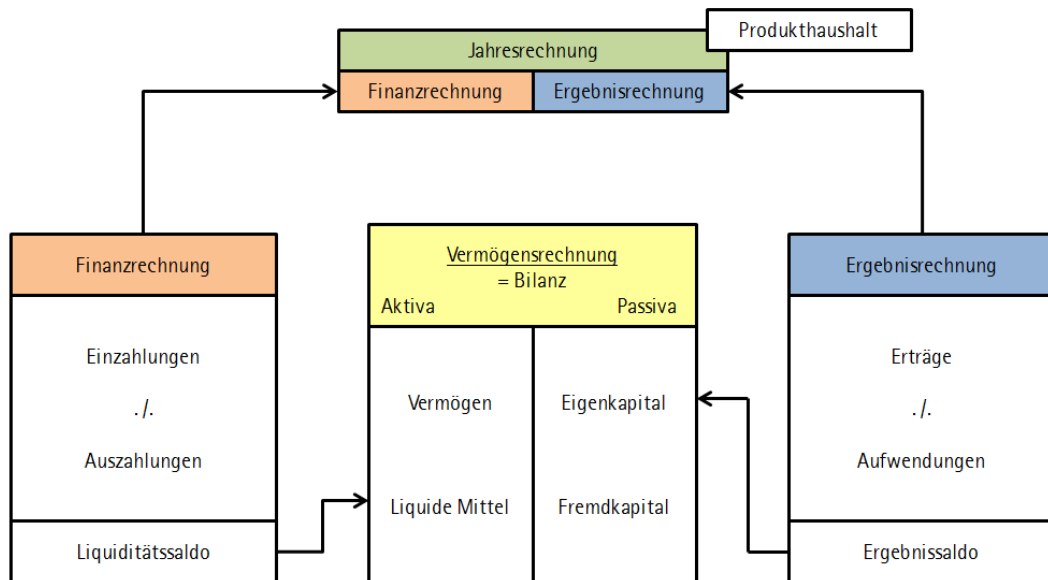 Produkthaushalt
Jahresrechnung
Finanzrechnung
Ergebnisrechnung
Finanzrechnung
Einzahlungen
./.
Auszahlungen
Liquiditätssaldo
Vermögensrechnung
= Bilanz
Aktiva
Passiva
Vermögen
Eigenkapital
Liquide Mittel
Fremdkapital
Ergebnisrechnung
Erträge
./.
Aufwendungen
Ergebnissaldo